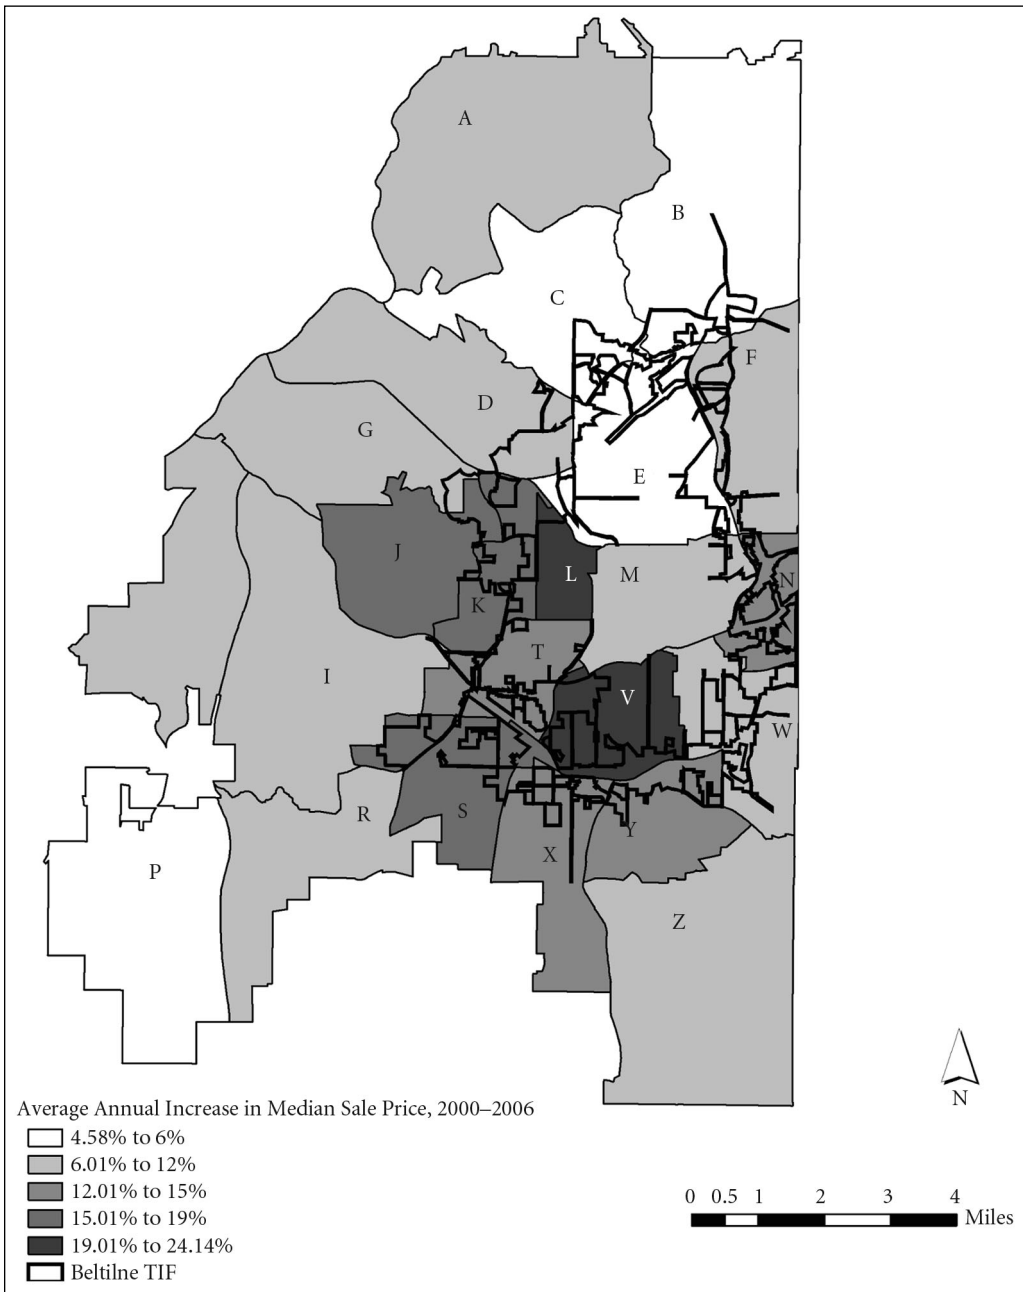 A
B
C
F
D
G
E
J
L
M
N
K
T
I
V
W
R
S
Y
X
P
Z
N
Average Annual Increase in Median Sale Price, 2000–2006
4.58% to 6%
6.01% to 12%
12.01% to 15%
15.01% to 19%
19.01% to 24.14%
Beltilne TIF
0 0.5 1 2 3 4
Miles